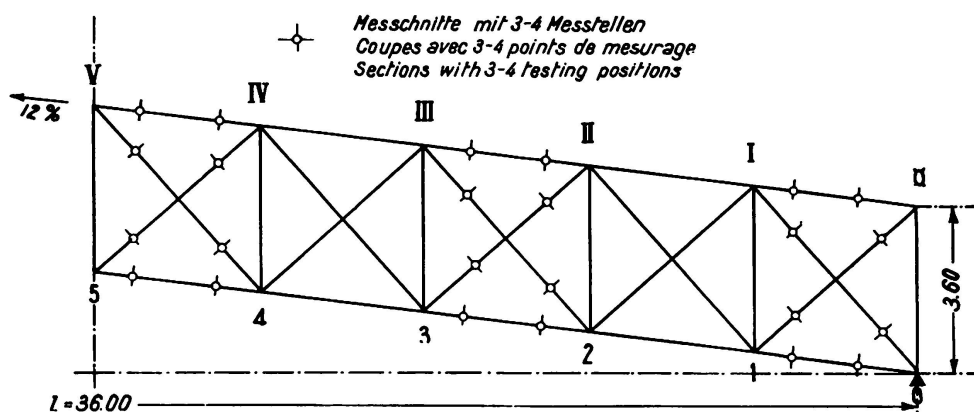 Messchnitte mit 3-4 Messtellen
Coupes avec 3-4 points de mesurage
Sections with 3-4 testing positions
12%
V
IV
III
II
I
3.60
5
4
3
2
1
0
L = 36.00